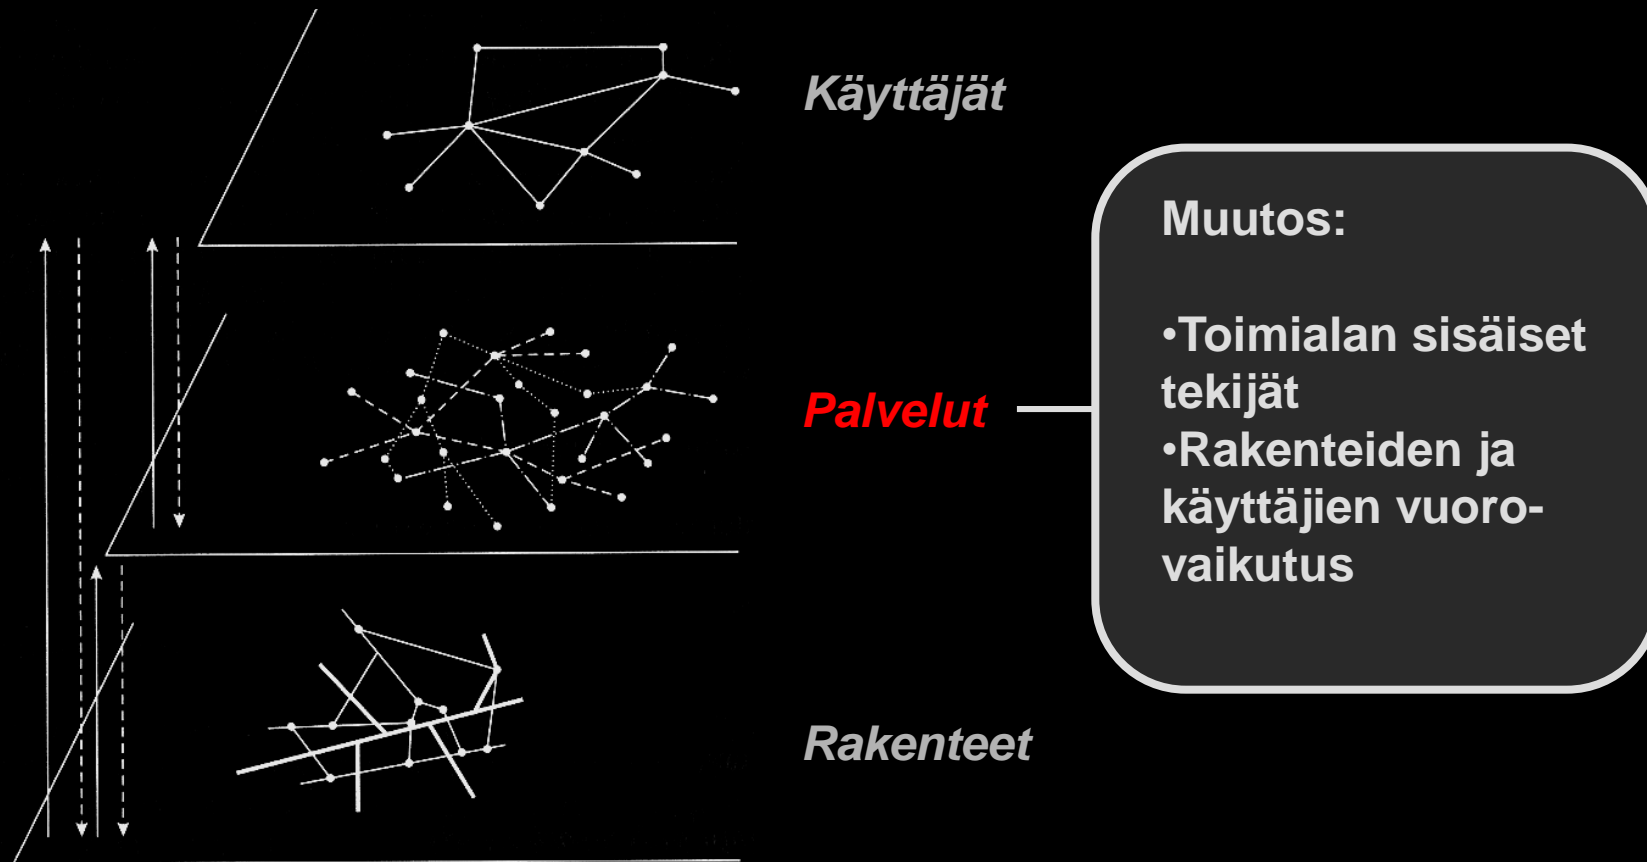 Käyttäjät
Palvelut
Rakenteet
Muutos:
•Toimialan sisäiset
tekijät
•Rakenteiden ja
käyttäjien vuoro-
vaikutus